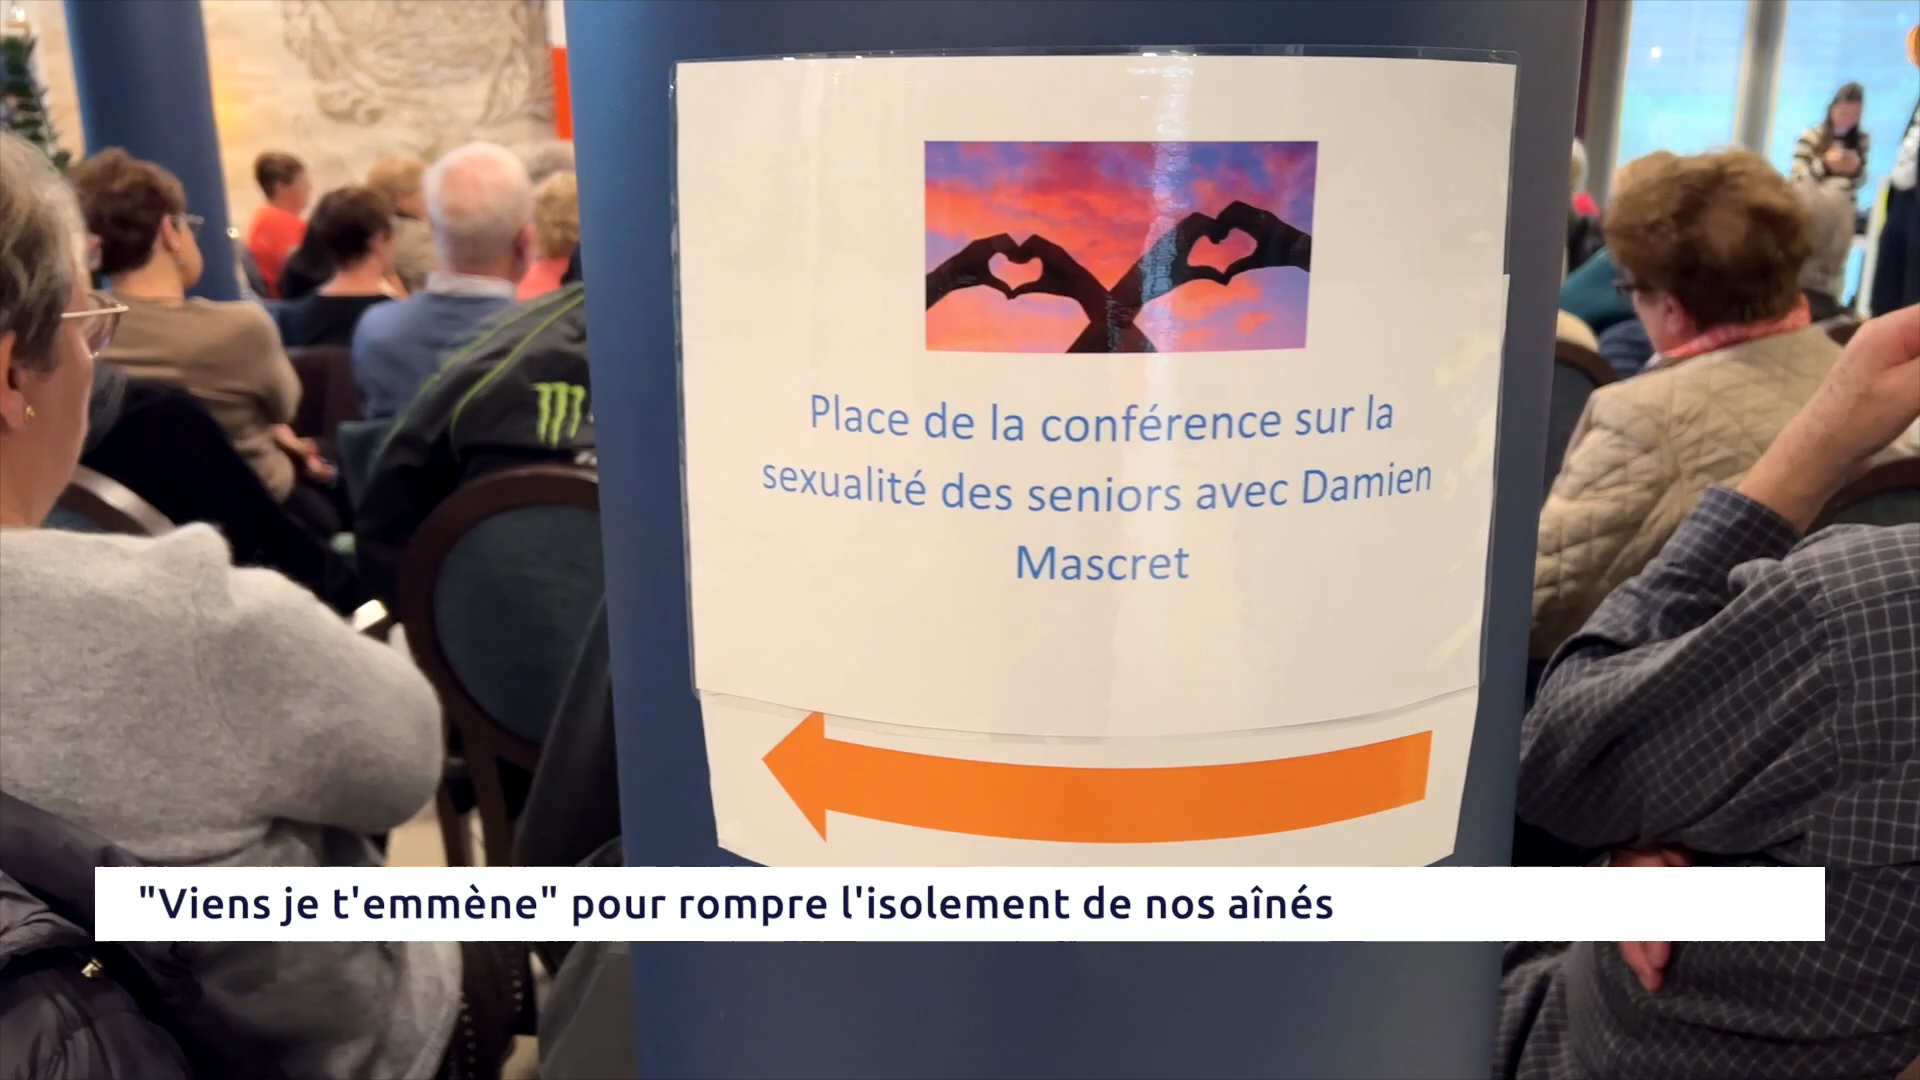 Place de la conférence sur la
sexualité des seniors avec Damien
Mascret
"Viens je t'emmène" pour rompre l'isolement de nos aînés